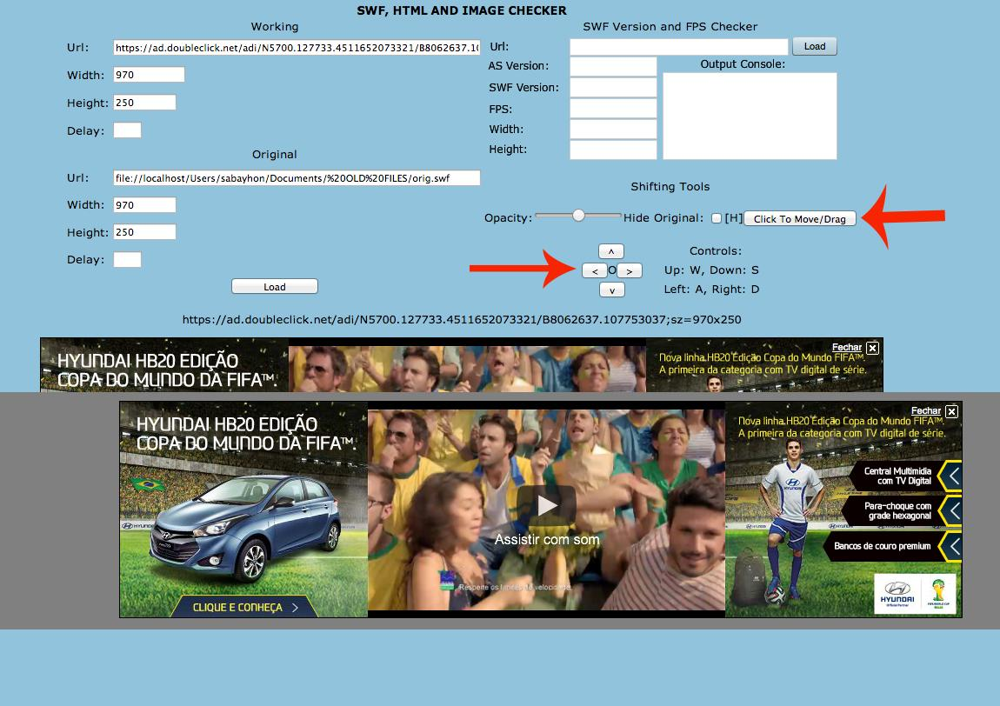 SWF, HTML AND IMAGE CHECKER
Working
Url: https://ad.doubleclick.net/adi/N5700.127733.4511652073321/B8062637.10
Width: 970
Height: 250
Delay:
Original
Url: file://localhost/Users/sabayhon/Documents/%20OLD%20FILES/orig.swf
Width: 970
Height: 250
Delay:
Load
SWF Version and FPS Checker
Url: Load
AS Version: Output Console:
SWF Version:
FPS:
Width:
Height:
Shifting Tools
Opacity: Hide Original: [H] Click To Move/Drag
^
< O >
v
Controls:
Up: W, Down: S
Left: A, Right: D
https://ad.doubleclick.net/adi/N5700.127733.4511652073321/B8062637.107753037;sz=970x250
HYUNDAI HB20 EDIÇÃO
COPA DO MUNDO DA FIFA™
Fechar X
Nova linha HB20 Edição Copa do Mundo FIFA™.
A primeira da categoria com TV digital de série.
HYUNDAI HB20 EDIÇÃO
COPA DO MUNDO DA FIFA™
CLIQUE E CONHEÇA >
Assistir com som
Respeite os limites de velocidade.
Fechar X
Nova linha HB20 Edição Copa do Mundo FIFA™.
A primeira da categoria com TV digital de série.
Central Multimidia
com TV Digital
Para-choque com
grade hexagonal
Bancos de couro premium
HYUNDAI